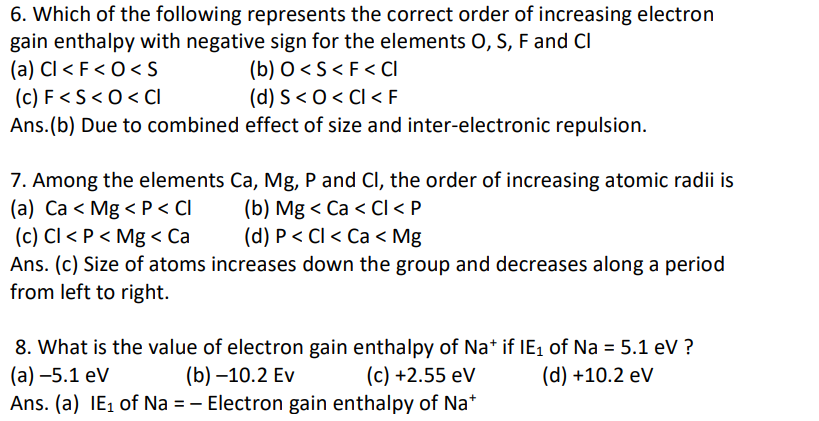 6. Which of the following represents the correct order of increasing electron
gain enthalpy with negative sign for the elements O, S, F and Cl
(a) Cl < F < O < S (b) O < S < F < Cl
(c) F < S < O < Cl (d) S < O < Cl < F
Ans.(b) Due to combined effect of size and inter-electronic repulsion.
7. Among the elements Ca, Mg, P and Cl, the order of increasing atomic radii is
(a) Ca < Mg < P < Cl (b) Mg < Ca < Cl < P
(c) Cl < P < Mg < Ca (d) P < Cl < Ca < Mg
Ans. (c) Size of atoms increases down the group and decreases along a period
from left to right.
8. What is the value of electron gain enthalpy of Na⁺ if IE₁ of Na = 5.1 eV ?
(a) –5.1 eV (b) –10.2 Ev (c) +2.55 eV (d) +10.2 eV
Ans. (a) IE₁ of Na = – Electron gain enthalpy of Na⁺